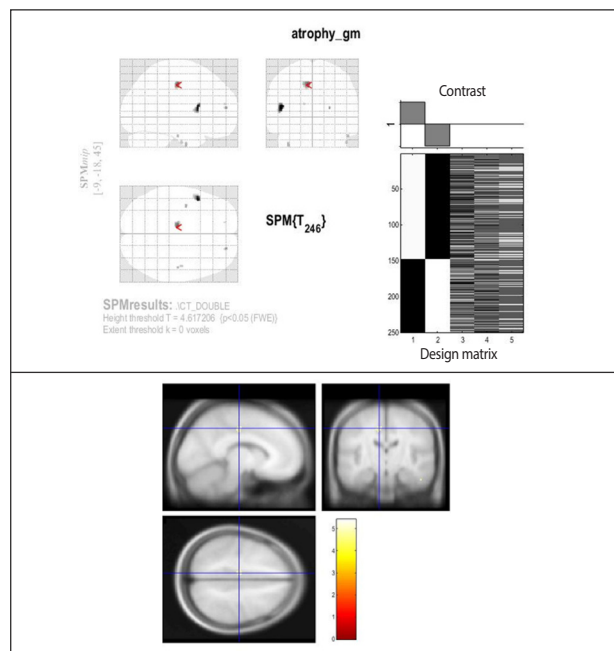 atrophy_gm
SPMmip
[-9, -18, 45]
SPM{T246}
SPMresults: .\CT_DOUBLE
Height threshold T = 4.617206 {p<0.05 (FWE)}
Extent threshold k = 0 voxels
Contrast
1
50
100
150
200
250
1 2 3 4 5
Design matrix
5
4
3
2
1
0